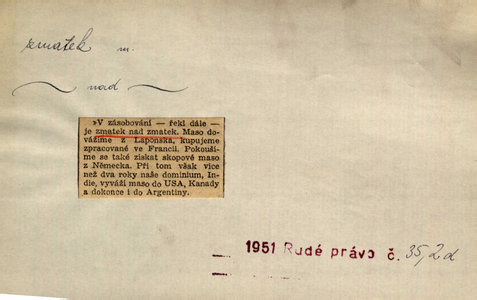 zmatek m.
~ nad ~
»V zásobování — řekl dále —
je zmatek nad zmatek. Maso do-
vážíme z Laponska, kupujeme
zpracované ve Francii. Pokouší-
me se také získat skopové maso
z Německa. Při tom však více
než dva roky naše dominium, In-
die, vyváží maso do USA, Kanady
a dokonce i do Argentiny.
1951 Rudé právo č. 35,2d